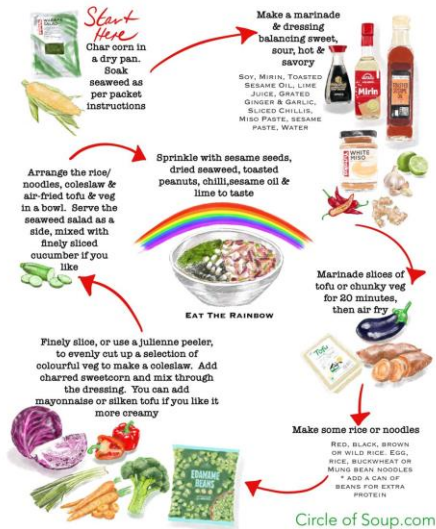 Start
Here
Char corn in
a dry pan.
Soak
seaweed as
per packet
instructions
Make a marinade
& dressing
balancing sweet,
sour, hot &
savory
Soy, Mirin, Toasted
Sesame Oil, lime
Juice, Grated
Ginger & Garlic,
Sliced Chillis,
Miso Paste, sesame
paste, Water
Mirin
WHITE
MISO
Marinade slices of
tofu or chunky veg
for 20 minutes,
then air fry
Tofu
Make some rice or noodles
Red, black, brown
or wild rice. Egg,
rice, buckwheat or
Mung bean noodles
* add a can of
beans for extra
protein
EDAMAME
BEANS
Finely slice, or use a julienne peeler,
to evenly cut up a selection of
colourful veg to make a coleslaw. Add
charred sweetcorn and mix through
the dressing. You can add
mayonnaise or silken tofu if you like it
more creamy
Arrange the rice/
noodles, coleslaw &
air-fried tofu & veg
in a bowl. Serve the
seaweed salad as a
side, mixed with
finely sliced
cucumber if you
like
Sprinkle with sesame seeds,
dried seaweed, toasted
peanuts, chilli,sesame oil &
lime to taste
Eat The Rainbow
Circle of Soup.com